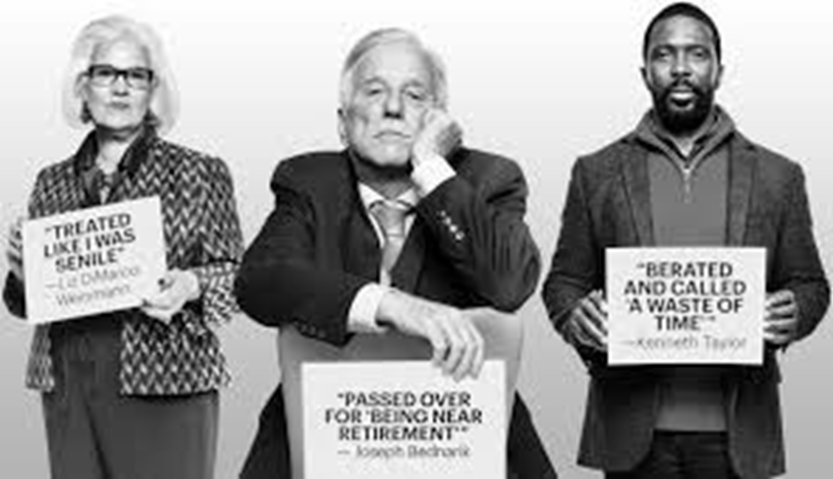 "TREATED
LIKE I WAS
SENILE"
—Liz DiMarco
Weinmann
"PASSED OVER
FOR 'BEING NEAR
RETIREMENT'"
— Joseph Bednarik
"BERATED
AND CALLED
'A WASTE OF
TIME'"
—Kenneth Taylor